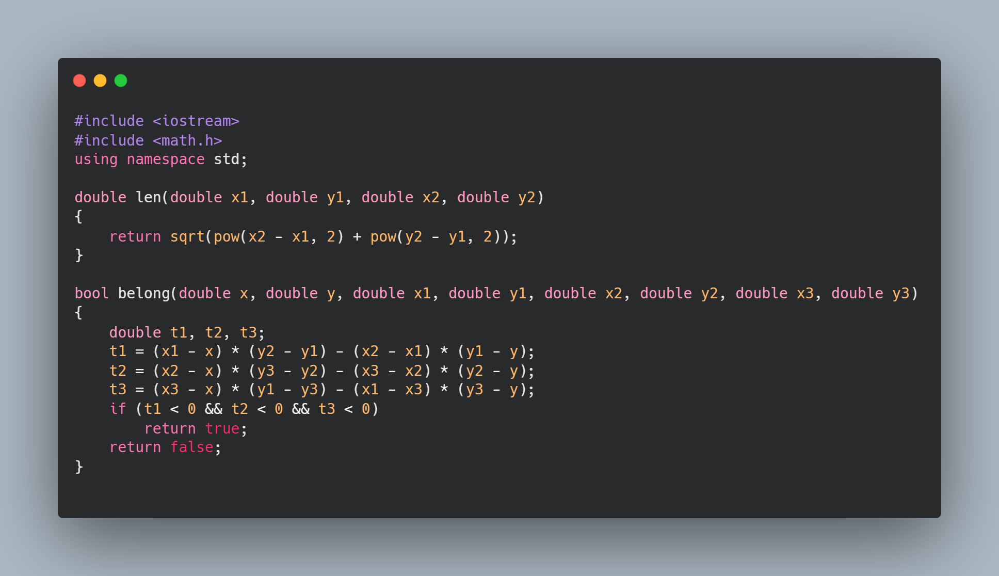 #include <iostream>
#include <math.h>
using namespace std;

double len(double x1, double y1, double x2, double y2)
{
    return sqrt(pow(x2 - x1, 2) + pow(y2 - y1, 2));
}

bool belong(double x, double y, double x1, double y1, double x2, double y2, double x3, double y3)
{
    double t1, t2, t3;
    t1 = (x1 - x) * (y2 - y1) - (x2 - x1) * (y1 - y);
    t2 = (x2 - x) * (y3 - y2) - (x3 - x2) * (y2 - y);
    t3 = (x3 - x) * (y1 - y3) - (x1 - x3) * (y3 - y);
    if (t1 < 0 && t2 < 0 && t3 < 0)
        return true;
    return false;
}